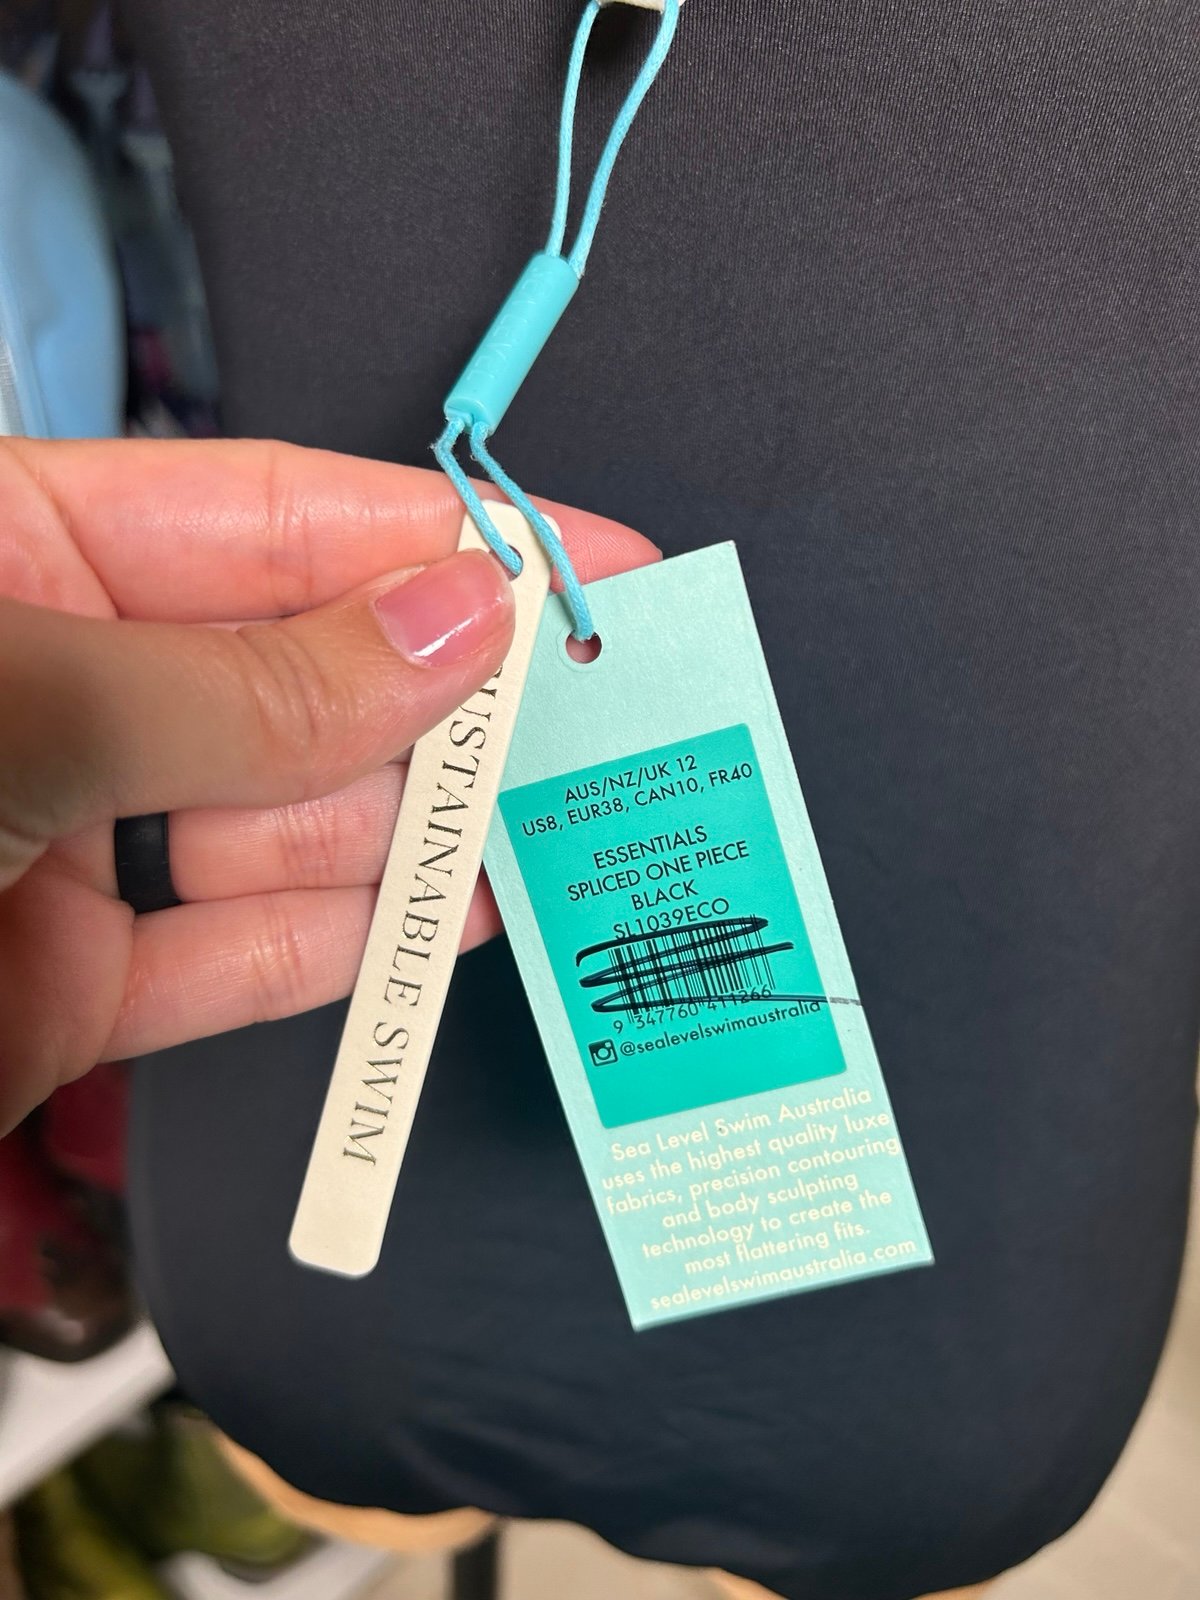 SUSTAINABLE SWIM
AUS/NZ/UK 12
US8, EUR38, CAN10, FR40
ESSENTIALS
SPLICED ONE PIECE
BLACK
SL1039ECO
9 347760 411266
@sealevelswimaustralia
Sea Level Swim Australia
uses the highest quality luxe
fabrics, precision contouring
and body sculpting
technology to create the
most flattering fits.
sealevelswimaustralia.com